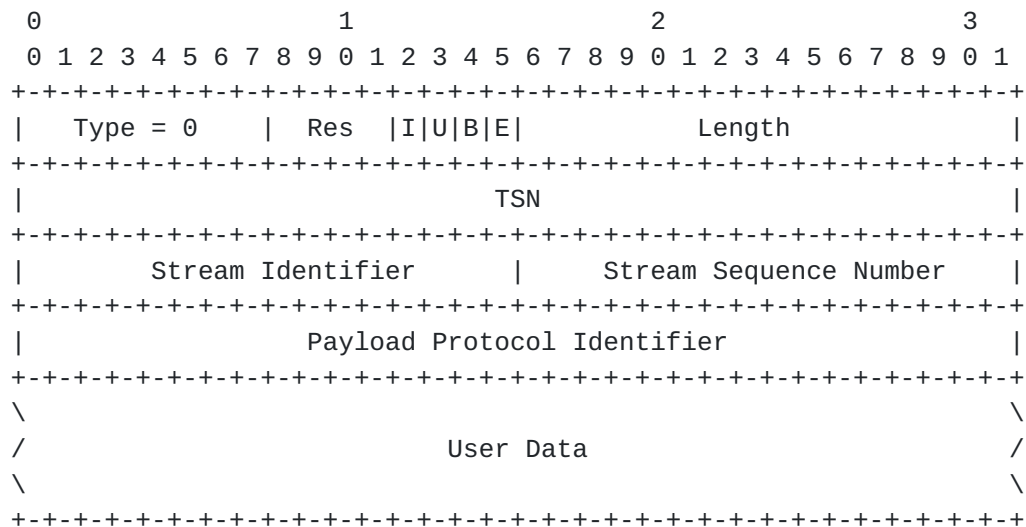 0                   1                   2                   3
 0 1 2 3 4 5 6 7 8 9 0 1 2 3 4 5 6 7 8 9 0 1 2 3 4 5 6 7 8 9 0 1
+-+-+-+-+-+-+-+-+-+-+-+-+-+-+-+-+-+-+-+-+-+-+-+-+-+-+-+-+-+-+-+-+
|   Type = 0    |  Res  |I|U|B|E|           Length              |
+-+-+-+-+-+-+-+-+-+-+-+-+-+-+-+-+-+-+-+-+-+-+-+-+-+-+-+-+-+-+-+-+
|                              TSN                              |
+-+-+-+-+-+-+-+-+-+-+-+-+-+-+-+-+-+-+-+-+-+-+-+-+-+-+-+-+-+-+-+-+
|        Stream Identifier      |     Stream Sequence Number    |
+-+-+-+-+-+-+-+-+-+-+-+-+-+-+-+-+-+-+-+-+-+-+-+-+-+-+-+-+-+-+-+-+
|                  Payload Protocol Identifier                  |
+-+-+-+-+-+-+-+-+-+-+-+-+-+-+-+-+-+-+-+-+-+-+-+-+-+-+-+-+-+-+-+-+
\                                                               \
/                           User Data                           /
\                                                               \
+-+-+-+-+-+-+-+-+-+-+-+-+-+-+-+-+-+-+-+-+-+-+-+-+-+-+-+-+-+-+-+-+